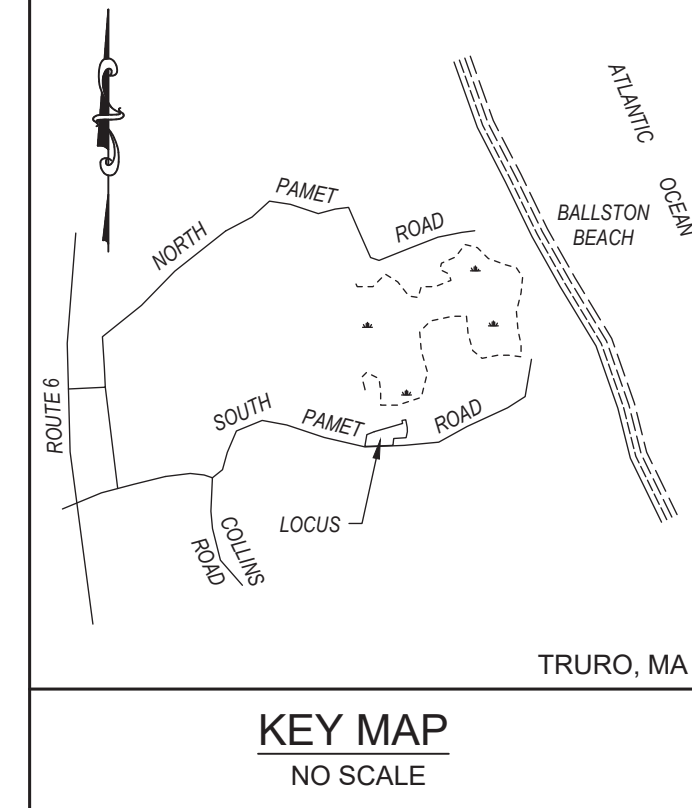 ATLANTIC
OCEAN
BALLSTON
BEACH
NORTH
PAMET
ROAD
ROUTE 6
SOUTH
PAMET
ROAD
LOCUS
COLLINS
ROAD
TRURO, MA
KEY MAP
NO SCALE